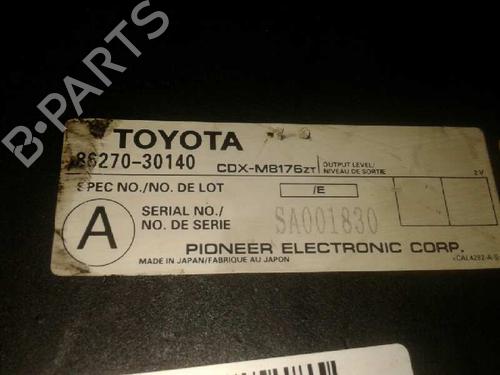 TOYOTA
86270-30140
CDX-M8176ZT
OUTPUT LEVEL/
NIVEAU DE SORTIE
2V
SPEC NO./NO. DE LOT
/E
A
SERIAL NO./
NO. DE SERIE
SA001830
PIONEER ELECTRONIC CORP.
MADE IN JAPAN/FABRIQUE AU JAPON
B-PARTS